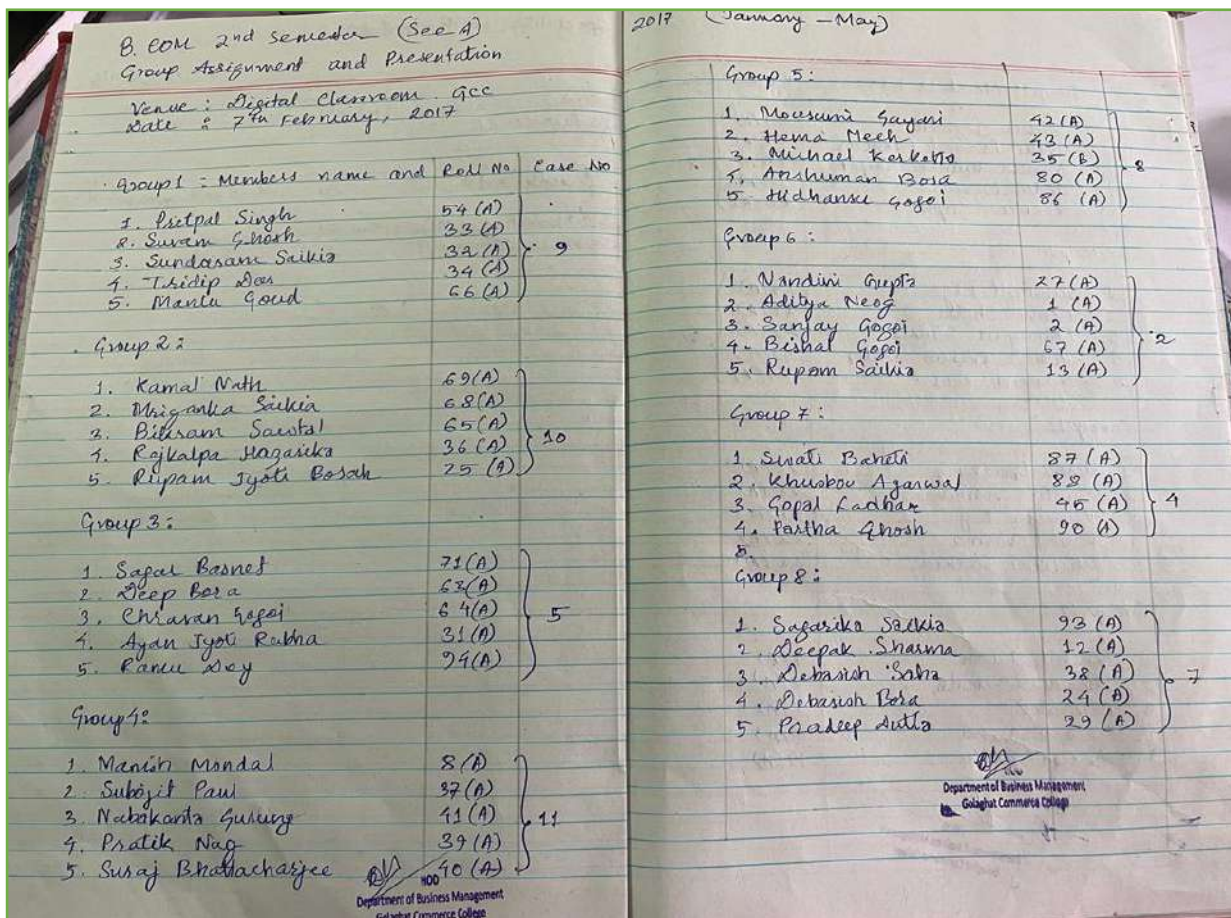 B. COM 2nd Semester (Sec A)
Group Assignment and Presentation
Venue : Digital Classroom. GCC
Date : 7th February, 2017
Group 1 : Members name and Roll No Case No
1. Pretpal Singh 54 (A)
2. Suvam Ghosh 33 (A)
3. Sundaram Saikia 32 (A) 9
4. Tridip Das 34 (A)
5. Mantu Goud 66 (A)
Group 2 :
1. Kamal Nath 69 (A)
2. Mriganka Saikia 68 (A)
3. Bikram Saotal 65 (A) 10
4. Rajkalpa Hazarika 36 (A)
5. Rupam Jyoti Borah 25 (A)
Group 3 :
1. Sagar Basnet 71 (A)
2. Deep Bora 63 (A)
3. Chravan Gogoi 64 (A) 5
4. Ayan Jyoti Rabha 31 (A)
5. Ranu Dey 94 (A)
Group 4 :
1. Manish Mandal 8 (A)
2. Subojit Paul 37 (A)
3. Nabakanta Gurung 41 (A) 11
4. Pratik Nag 39 (A)
5. Suraj Bhattacharjee 40 (A)
HOD
Department of Business Management
Golaghat Commerce College
2017 (January - May)
Group 5 :
1. Mousumi Gayari 42 (A)
2. Hema Mech 43 (A)
3. Michael Kerketta 35 (B) 8
4. Anshuman Bora 80 (A)
5. Hidhansu Gogoi 86 (A)
Group 6 :
1. Nandini Gupta 27 (A)
2. Aditya Neog 1 (A)
3. Sanjay Gogoi 2 (A) 2
4. Bishal Gogoi 67 (A)
5. Rupam Saikia 13 (A)
Group 7 :
1. Swati Baheti 87 (A)
2. Khusboo Agarwal 89 (A)
3. Gopal Ladhar 45 (A) 4
4. Partha Ghosh 90 (A)
5.
Group 8 :
1. Sagarika Saikia 93 (A)
2. Deepak Sharma 12 (A)
3. Debasish Saha 38 (A) 7
4. Debasish Bora 24 (A)
5. Pradeep Dutta 29 (A)
Department of Business Management
Golaghat Commerce College